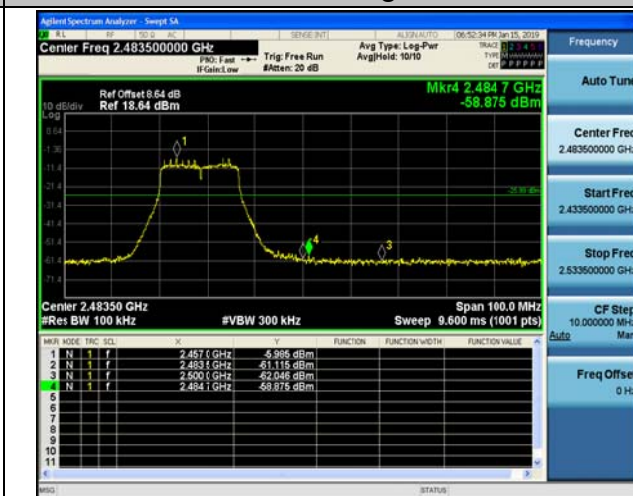 Agilent Spectrum Analyzer - Swept SA
RL RF 50 Ω AC SENSE:INT ALIGN AUTO 06:52:34 PM Jan 15, 2019
Center Freq 2.483500000 GHz
PNO: Fast
IFGain:Low
Trig: Free Run
#Atten: 20 dB
Avg Type: Log-Pwr
Avg|Hold: 10/10
TRACE 1 2 3 4 5 6
TYPE
DET P P P P P P
Mkr4 2.484 7 GHz
-58.875 dBm
Ref Offset 8.64 dB
Ref 18.64 dBm
10 dB/div
Log
8.64
-1.36
-11.4
-21.4
-31.4
-41.4
-51.4
-61.4
-71.4
1
4
3
Center 2.48350 GHz
#Res BW 100 kHz
#VBW 300 kHz
Span 100.0 MHz
Sweep 9.600 ms (1001 pts)
MKR MODE TRC SCL X Y FUNCTION FUNCTION WIDTH FUNCTION VALUE
1 N 1 f 2.457 0 GHz -5.985 dBm
2 N 1 f 2.483 5 GHz -61.115 dBm
3 N 1 f 2.500 0 GHz -62.046 dBm
4 N 1 f 2.484 7 GHz -58.875 dBm
5
6
7
8
9
10
11
MSG STATUS
Frequency
Auto Tune
Center Freq
2.483500000 GHz
Start Freq
2.433500000 GHz
Stop Freq
2.533500000 GHz
CF Step
10.000000 MHz
Auto Man
Freq Offset
0 Hz